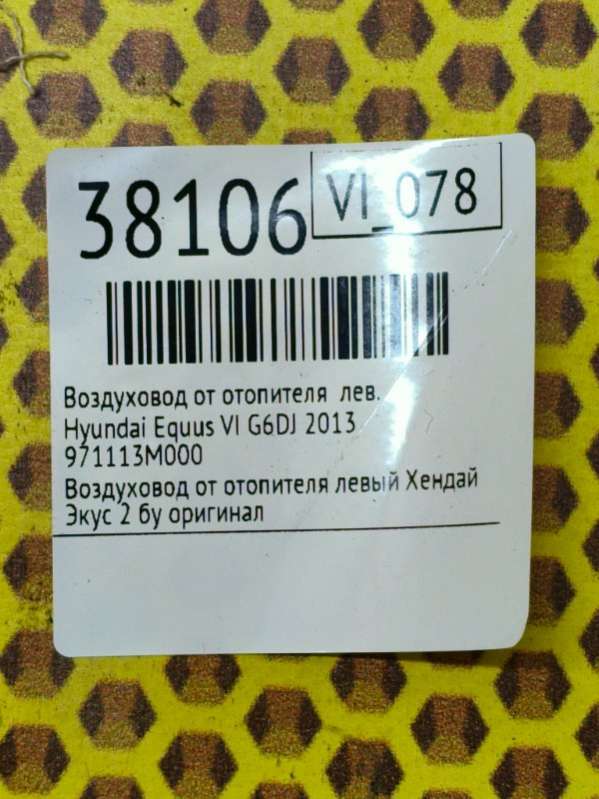 38106
VI_078
Воздуховод от отопителя лев.
Hyundai Equus VI G6DJ 2013
971113M000
Воздуховод от отопителя левый Хендай
Экус 2 бу оригинал